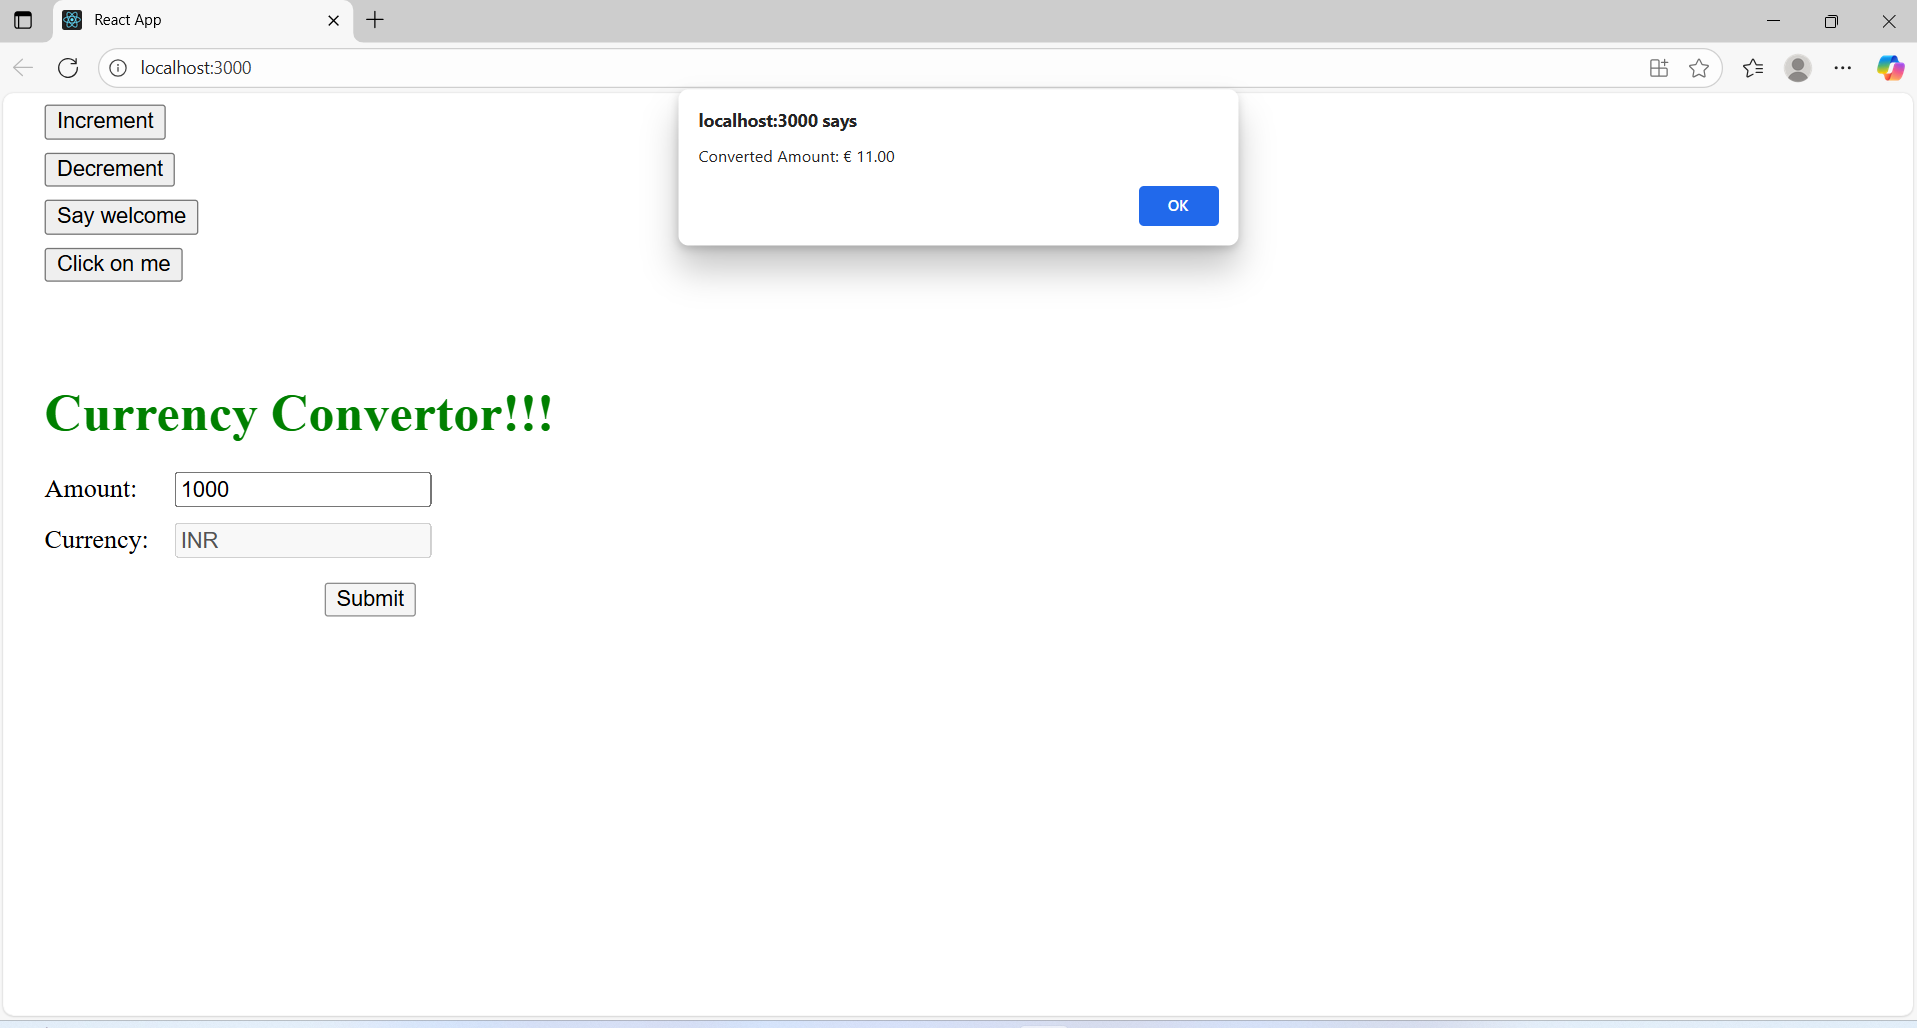 React App
localhost:3000
localhost:3000 says
Converted Amount: € 11.00
OK
Increment
Decrement
Say welcome
Click on me
Currency Convertor!!!
Amount: 1000
Currency: INR
Submit